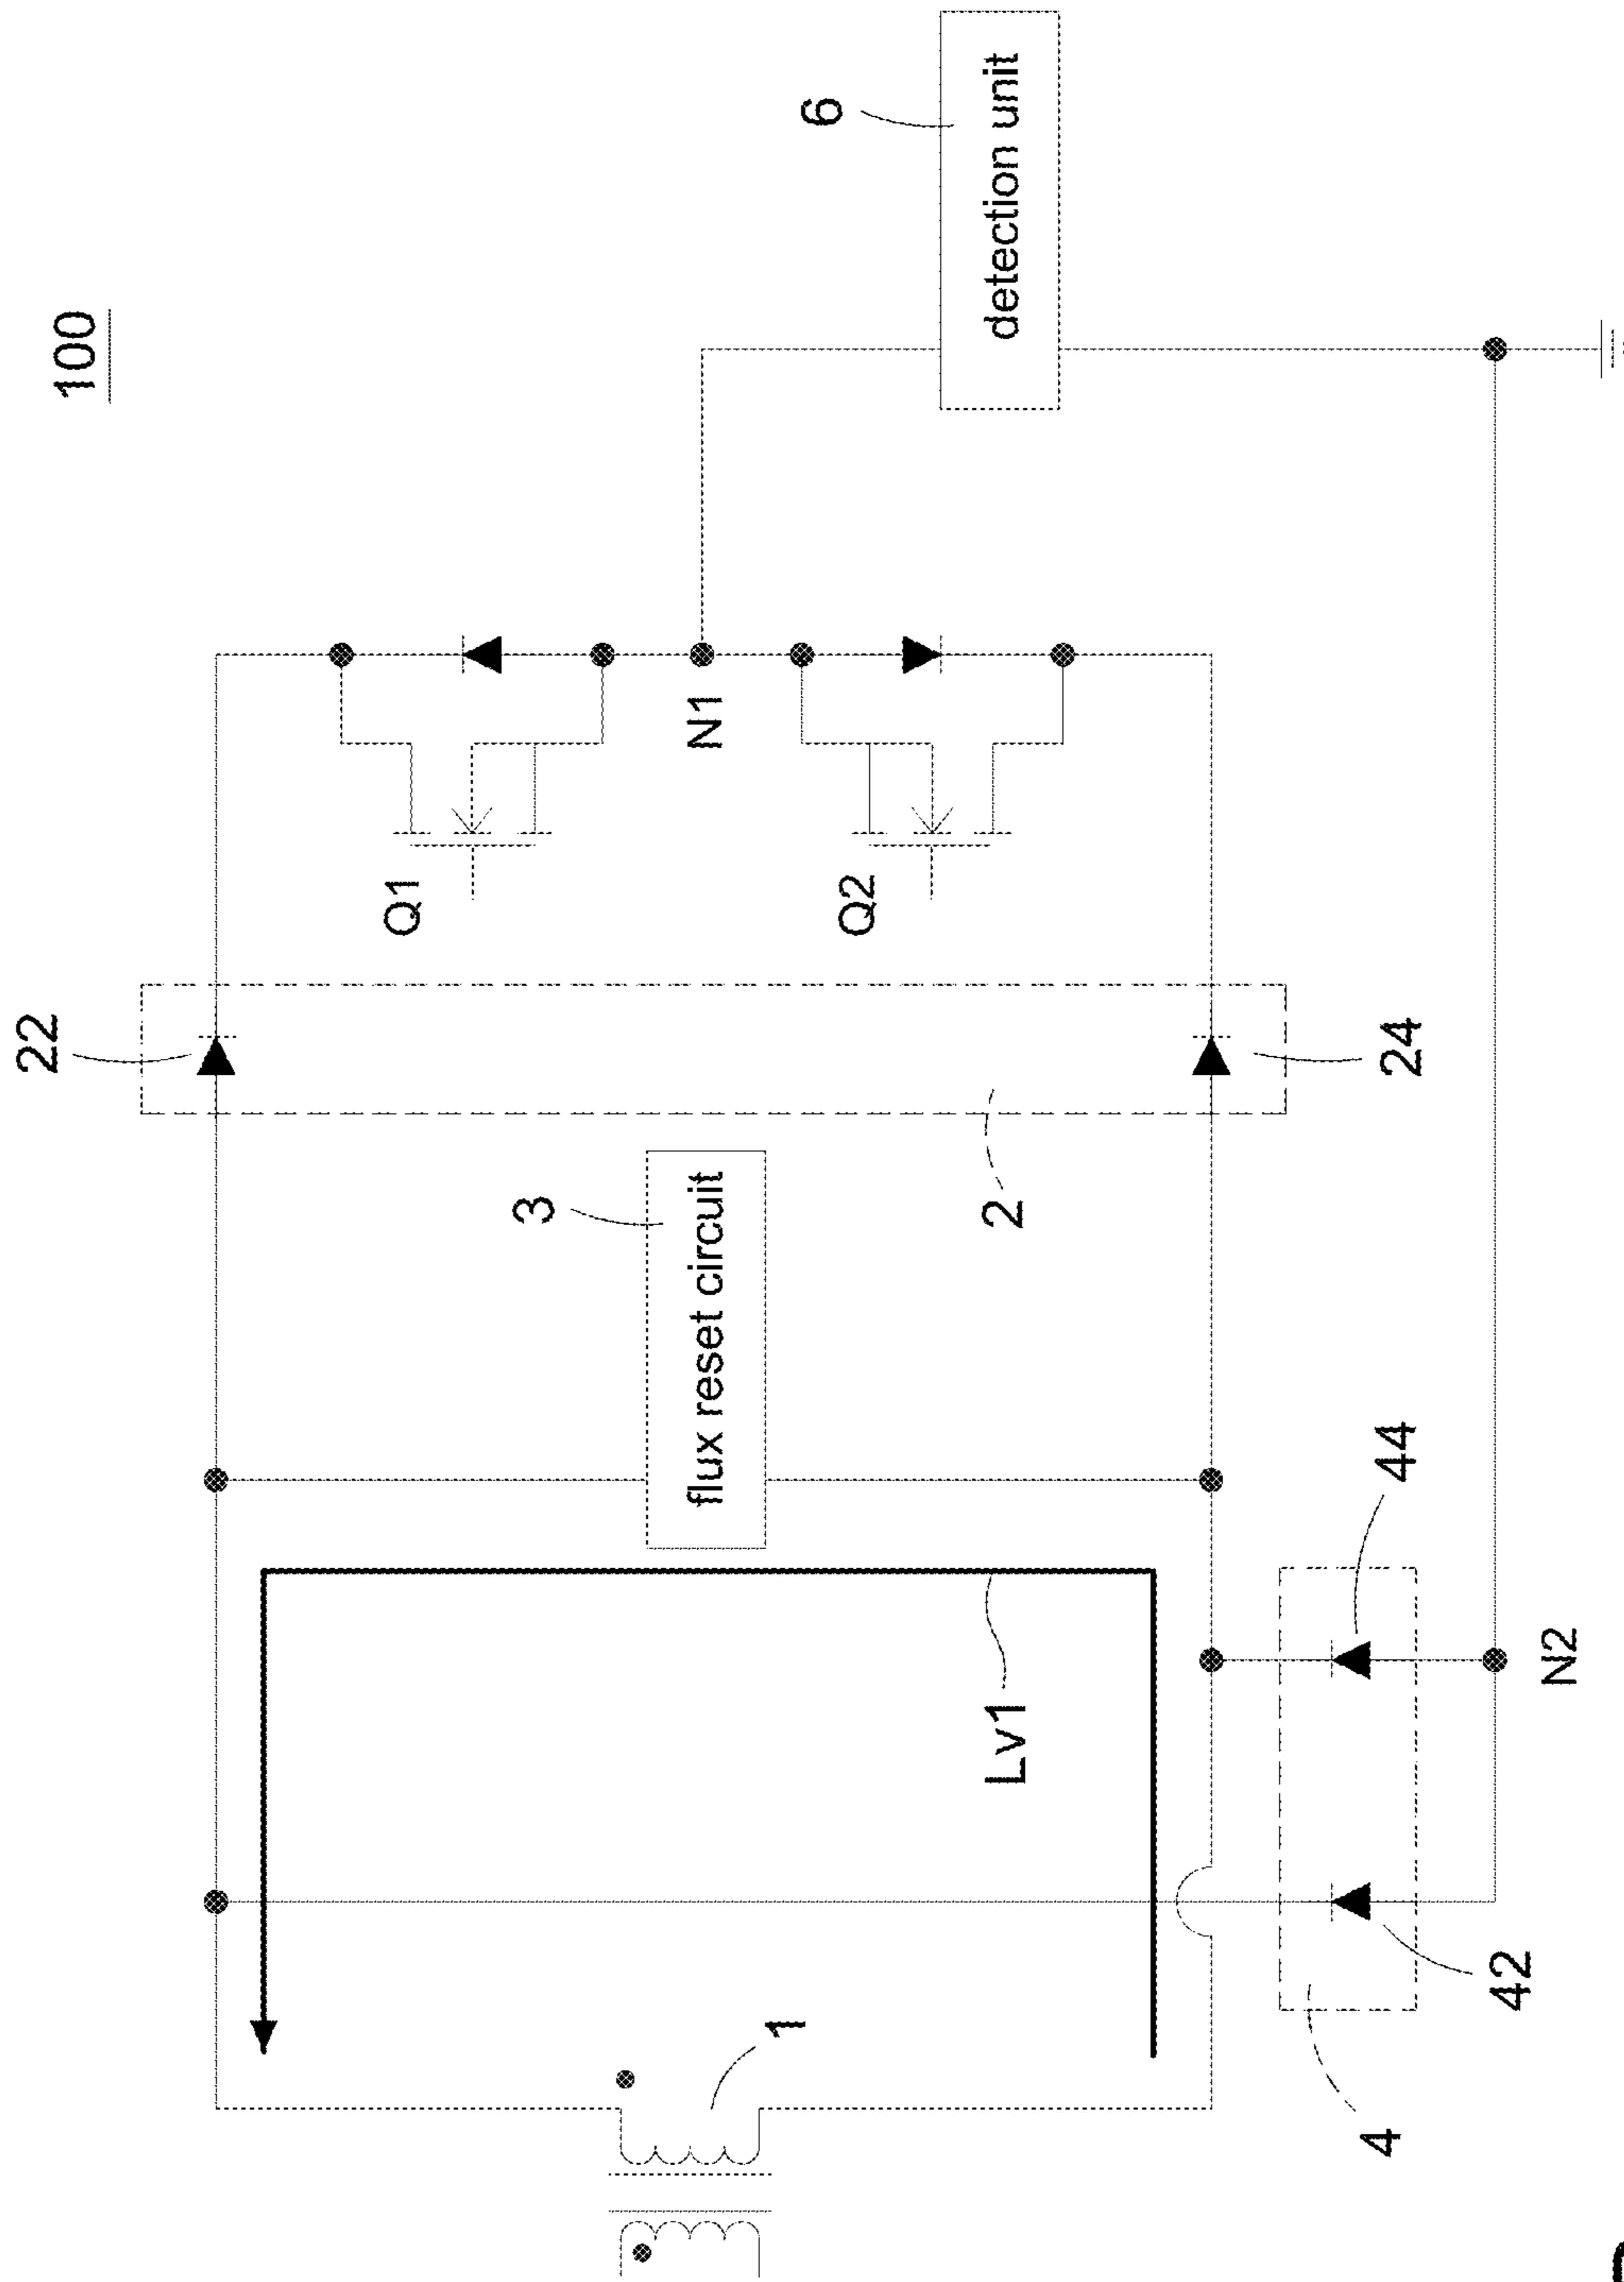 100
22
Q1
6
detection unit
3
flux reset circuit
N1
Q2
2
24
Lv1
1
44
4
42
N2